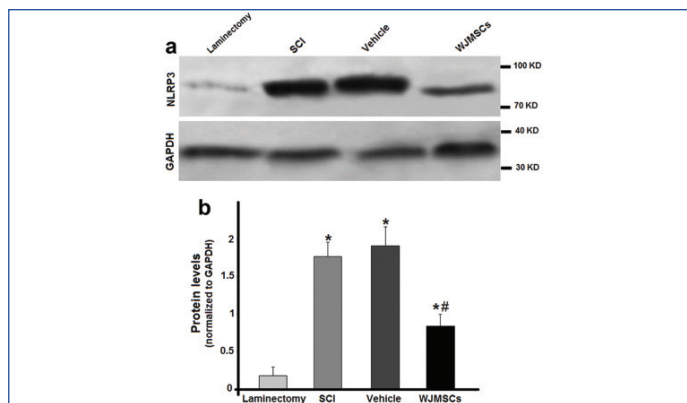 a
Laminectomy SCI Vehicle WJMSCs
NLRP3
100 KD
70 KD
GAPDH
40 KD
30 KD
b
Protein levels
(normalized to GAPDH)
2
1.5
1
0.5
0
* * *#
Laminectomy SCI Vehicle WJMSCs